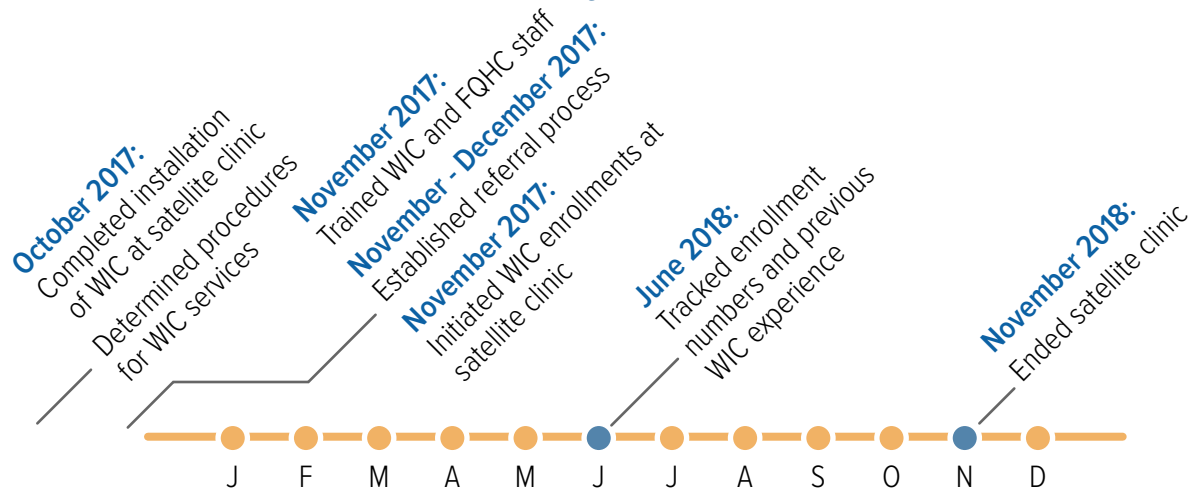 October 2017:
Completed installation
of WIC at satellite clinic
Determined procedures
for WIC services
November 2017:
Trained WIC and FQHC staff
November - December 2017:
Established referral process
November 2017:
Initiated WIC enrollments at
satellite clinic
June 2018:
Tracked enrollment
numbers and previous
WIC experience
November 2018:
Ended satellite clinic
J F M A M J J A S O N D